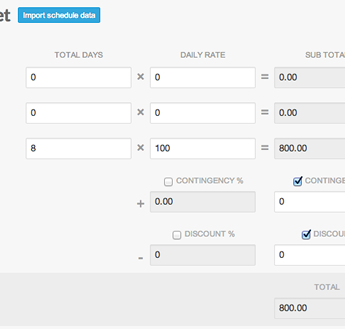 et Import schedule data
TOTAL DAYS DAILY RATE SUB TOTA
0 × 0 = 0.00
0 × 0 = 0.00
8 × 100 = 800.00
CONTINGENCY % CONTINGE
+ 0.00 0
DISCOUNT % DISCOU
- 0 0
TOTAL
800.00